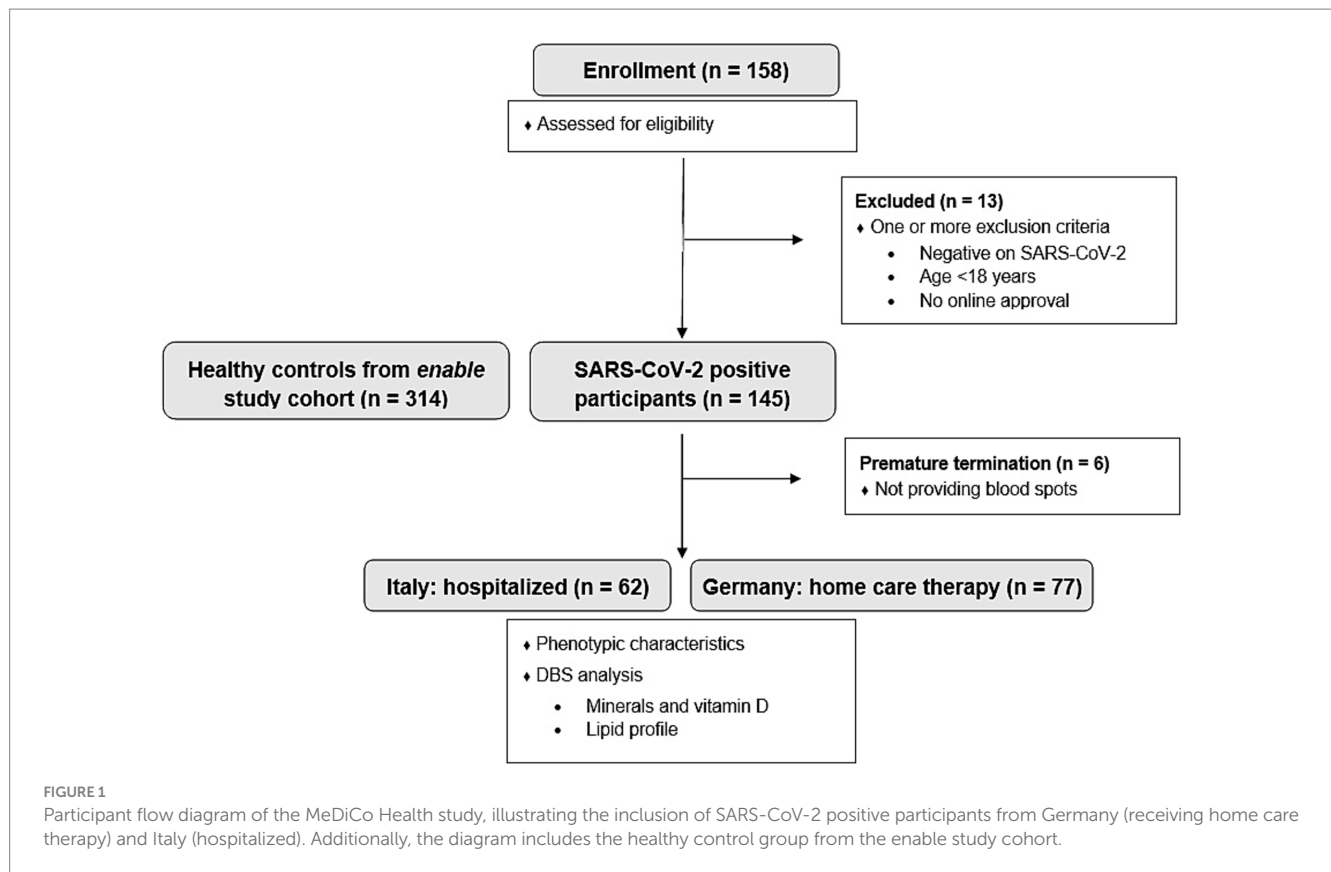 Enrollment (n = 158)
♦ Assessed for eligibility
Excluded (n = 13)
♦ One or more exclusion criteria
• Negative on SARS-CoV-2
• Age <18 years
• No online approval
Healthy controls from enable
study cohort (n = 314)
SARS-CoV-2 positive
participants (n = 145)
Premature termination (n = 6)
♦ Not providing blood spots
Italy: hospitalized (n = 62)
Germany: home care therapy (n = 77)
♦ Phenotypic characteristics
♦ DBS analysis
• Minerals and vitamin D
• Lipid profile
FIGURE 1
Participant flow diagram of the MeDiCo Health study, illustrating the inclusion of SARS-CoV-2 positive participants from Germany (receiving home care
therapy) and Italy (hospitalized). Additionally, the diagram includes the healthy control group from the enable study cohort.